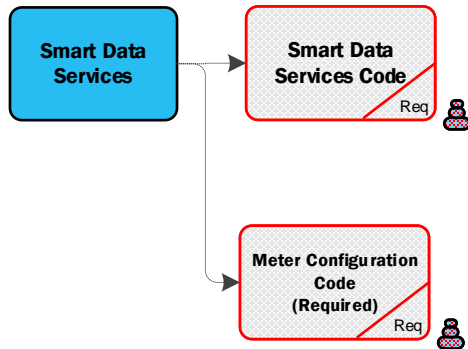 Smart Data
Services
Smart Data
Services Code
Req
Meter Configuration
Code
(Required)
Req